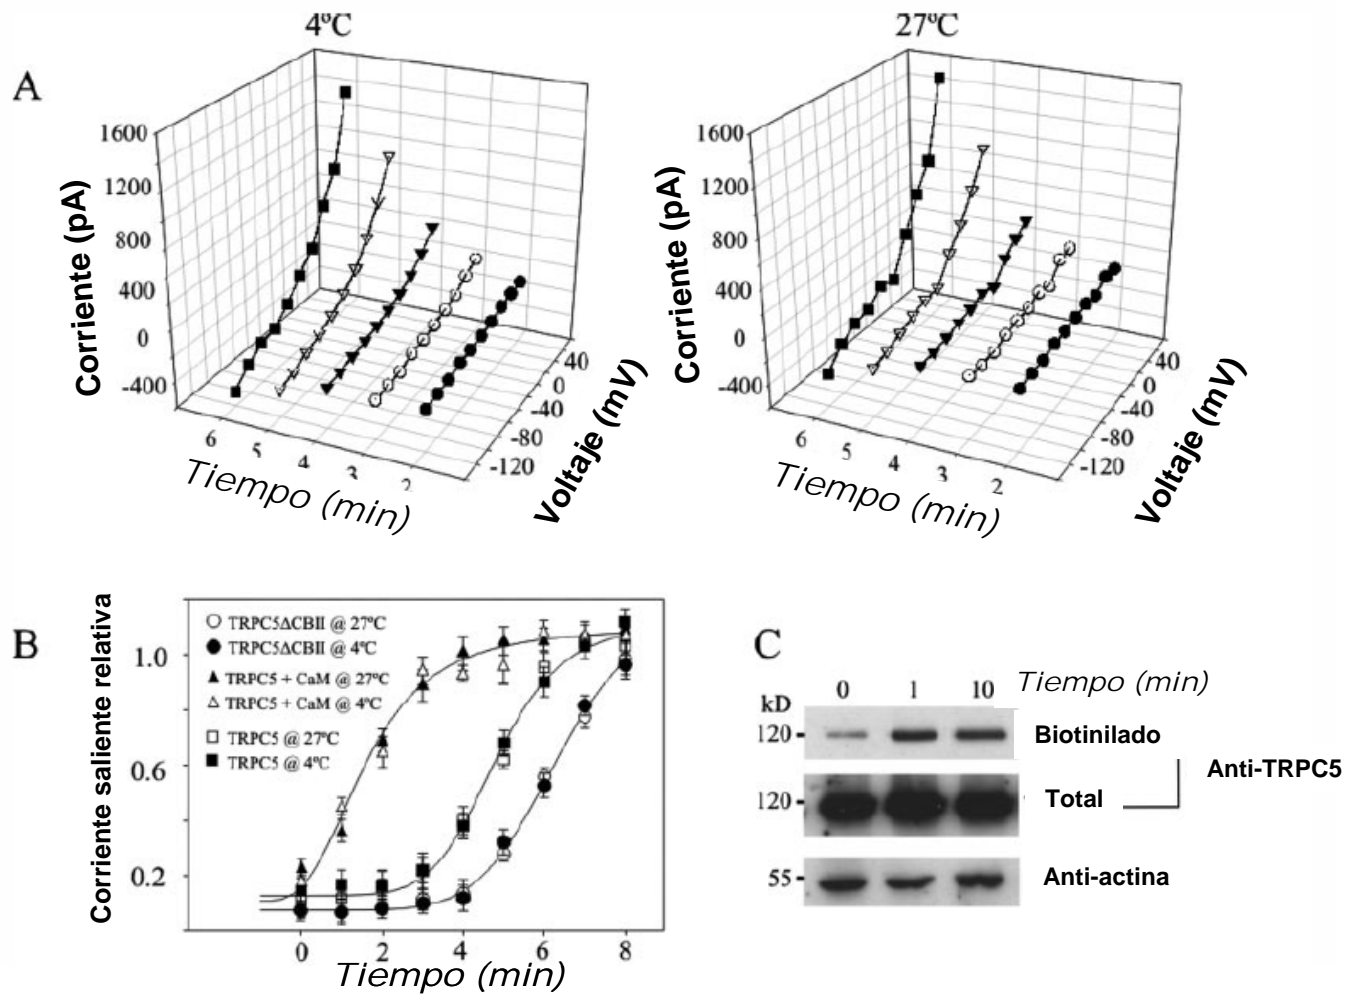 4ºC
27ºC
A
1600
1200
800
400
0
-400
Corriente (pA)
6
5
4
3
2
Tiempo (min)
40
0
-40
-80
-120
Voltaje (mV)
1600
1200
800
400
0
-400
Corriente (pA)
6
5
4
3
2
Tiempo (min)
40
0
-40
-80
-120
Voltaje (mV)
B
Corriente saliente relativa
1.0
0.6
0.2
TRPC5ΔCBII @ 27ºC
TRPC5ΔCBII @ 4ºC
TRPC5 + CaM @ 27ºC
TRPC5 + CaM @ 4ºC
TRPC5 @ 27ºC
TRPC5 @ 4ºC
0 2 4 6 8
Tiempo (min)
C
0 1 10 Tiempo (min)
kD
120 Biotinilado
Anti-TRPC5
120 Total
55 Anti-actina